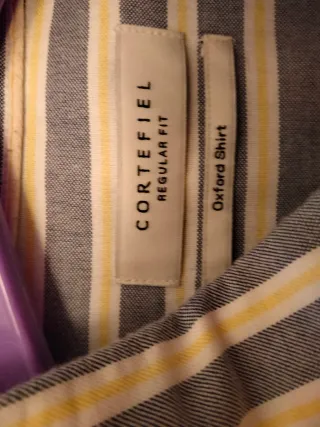 CORTEFIEL
REGULAR FIT
Oxford Shirt